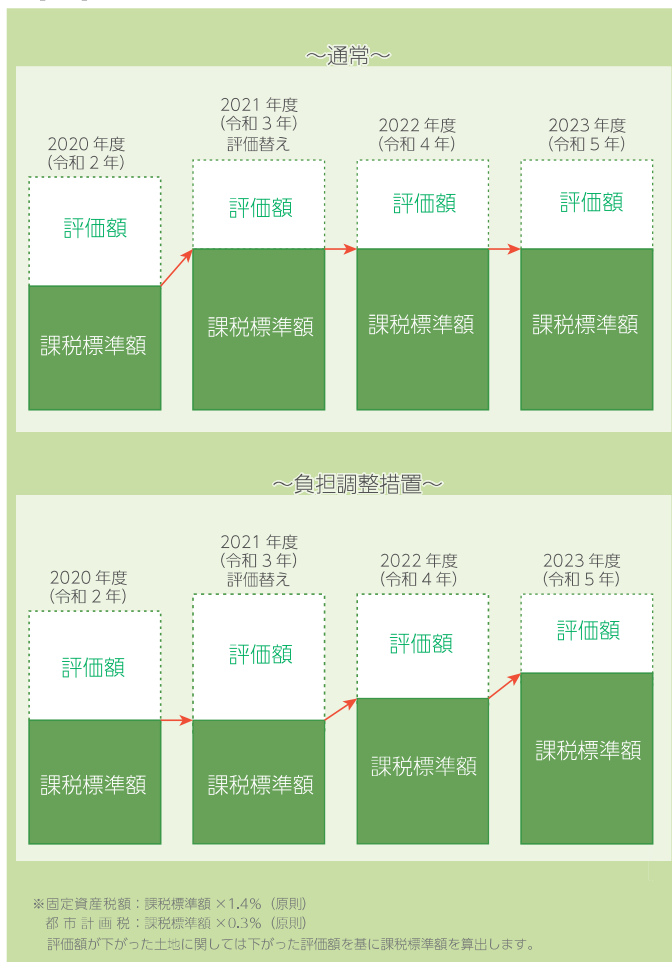 ～通常～
2020 年度
(令和 2 年)
2021 年度
(令和 3 年)
評価替え
2022 年度
(令和 4 年)
2023 年度
(令和 5 年)
評価額
評価額
評価額
評価額
課税標準額
課税標準額
課税標準額
課税標準額
～負担調整措置～
2020 年度
(令和 2 年)
2021 年度
(令和 3 年)
評価替え
2022 年度
(令和 4 年)
2023 年度
(令和 5 年)
評価額
評価額
評価額
評価額
課税標準額
課税標準額
課税標準額
課税標準額
※固定資産税額：課税標準額 ×1.4%（原則）
都 市 計 画 税：課税標準額 ×0.3%（原則）
評価額が下がった土地に関しては下がった評価額を基に課税標準額を算出します。